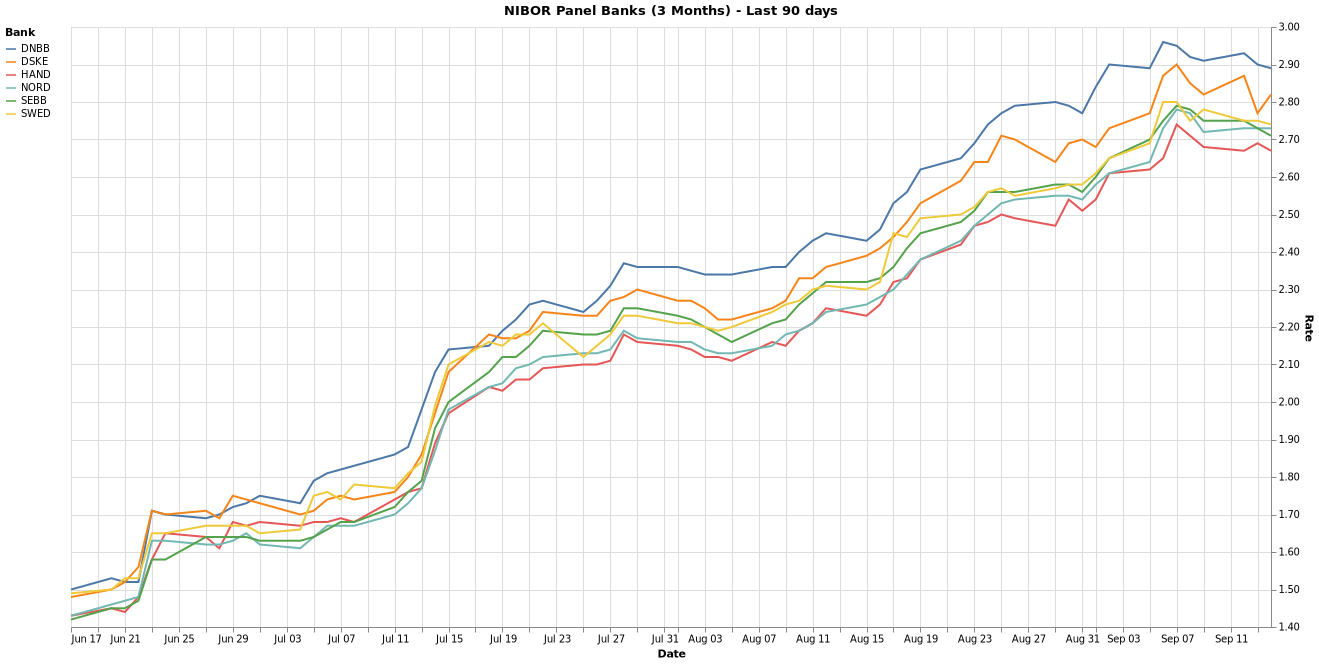 NIBOR Panel Banks (3 Months) - Last 90 days
Bank
DNBB
DSKE
HAND
NORD
SEBB
SWED
3.00
2.90
2.80
2.70
2.60
2.50
2.40
2.30
2.20
2.10
2.00
1.90
1.80
1.70
1.60
1.50
1.40
Rate
Jun 17 Jun 21 Jun 25 Jun 29 Jul 03 Jul 07 Jul 11 Jul 15 Jul 19 Jul 23 Jul 27 Jul 31 Aug 03 Aug 07 Aug 11 Aug 15 Aug 19 Aug 23 Aug 27 Aug 31 Sep 03 Sep 07 Sep 11
Date